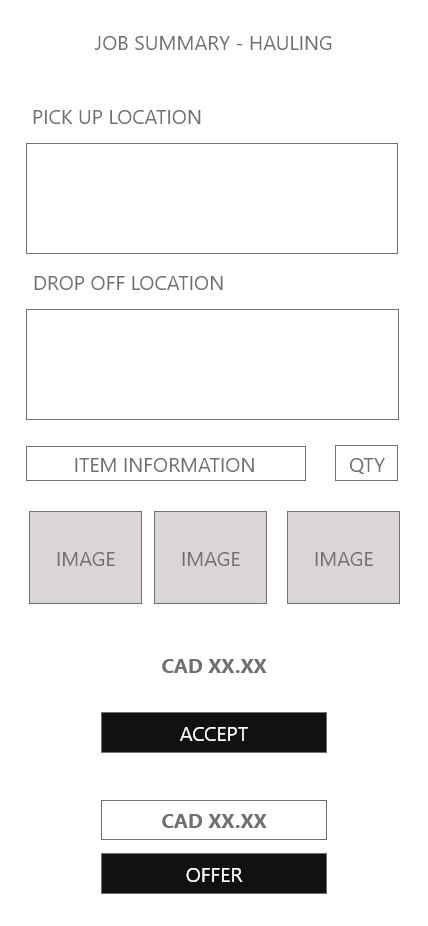 JOB SUMMARY - HAULING
PICK UP LOCATION
DROP OFF LOCATION
ITEM INFORMATION QTY
IMAGE IMAGE IMAGE
CAD XX.XX
ACCEPT
CAD XX.XX
OFFER